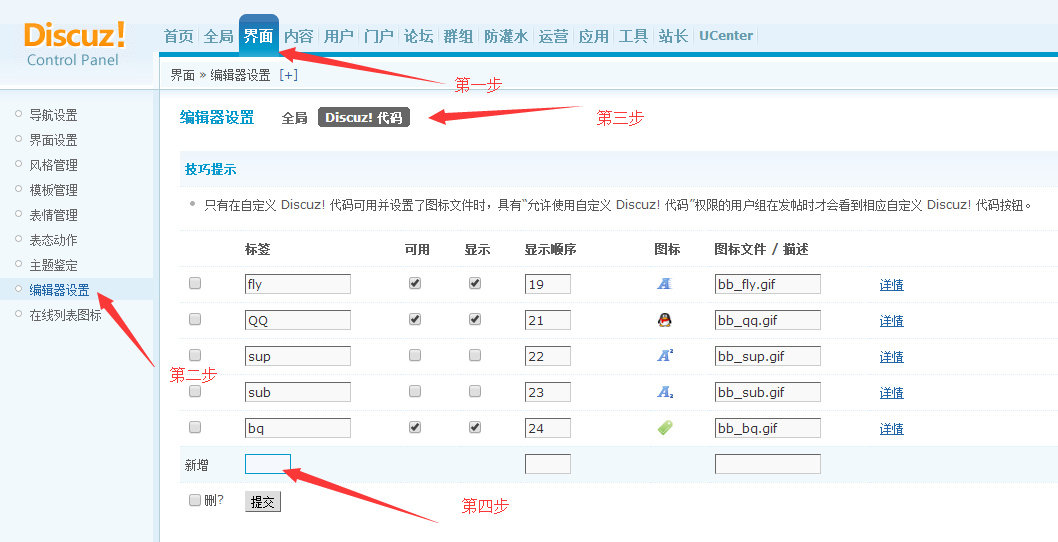 Discuz!
Control Panel
首页 全局 界面 内容 用户 门户 论坛 群组 防灌水 运营 应用 工具 站长 UCenter
界面 » 编辑器设置 [+]
第一步
导航设置
界面设置
风格管理
模板管理
表情管理
表态动作
主题鉴定
编辑器设置
在线列表图标
第二步
编辑器设置 全局 Discuz! 代码
第三步
技巧提示
只有在自定义 Discuz! 代码可用并设置了图标文件时，具有“允许使用自定义 Discuz! 代码”权限的用户组在发帖时才会看到相应自定义 Discuz! 代码按钮。
标签 可用 显示 显示顺序 图标 图标文件 / 描述
fly 19 A bb_fly.gif 详情
QQ 21 bb_qq.gif 详情
sup 22 A² bb_sup.gif 详情
sub 23 A₂ bb_sub.gif 详情
bq 24 bb_bq.gif 详情
新增
删? 提交
第四步